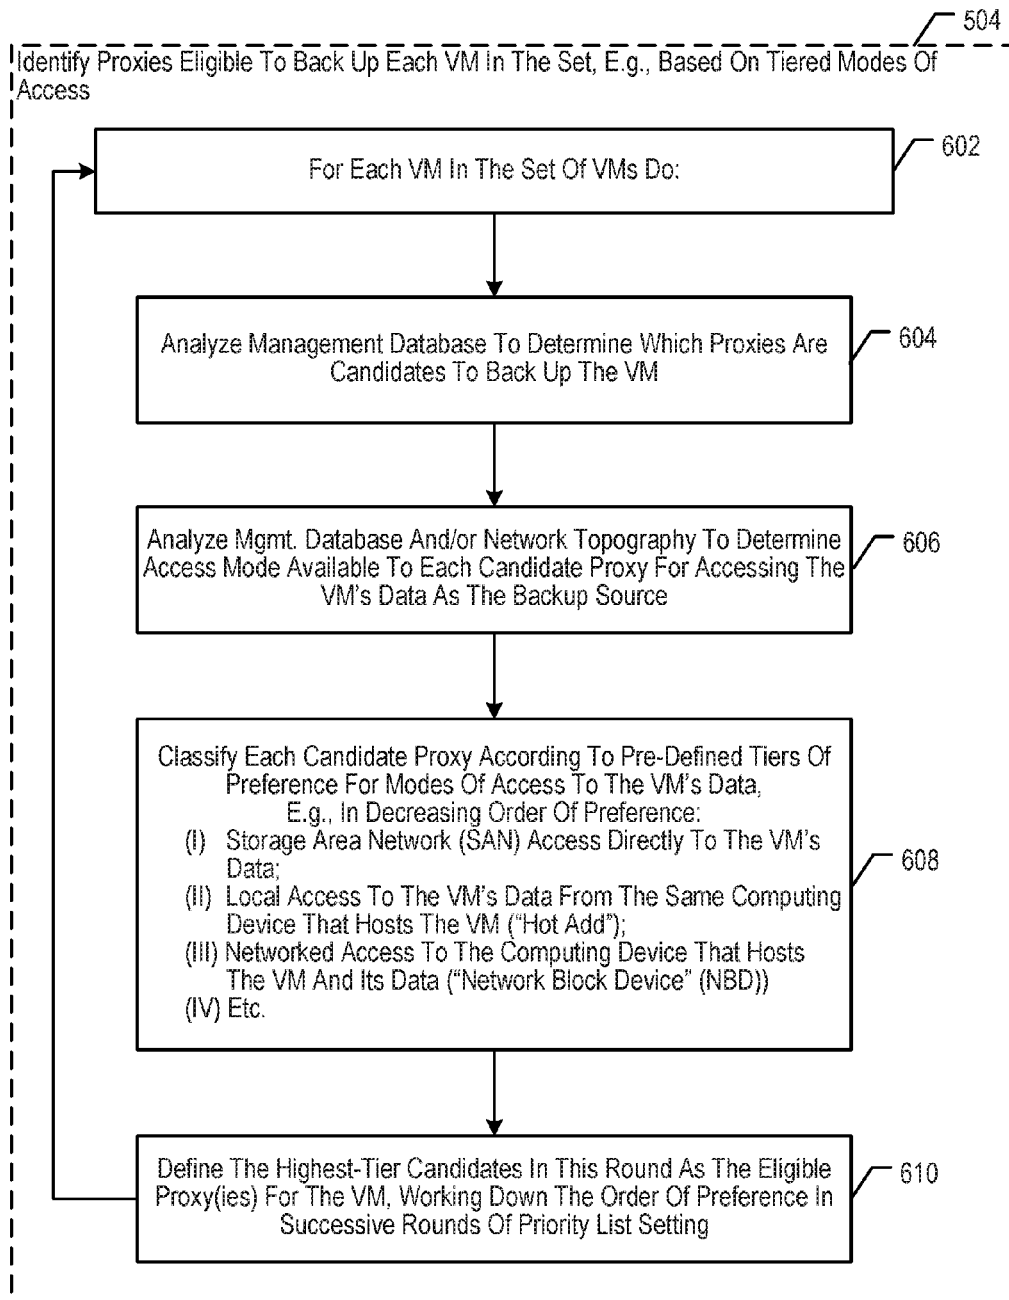 504
Identify Proxies Eligible To Back Up Each VM In The Set, E.g., Based On Tiered Modes Of
Access
602
For Each VM In The Set Of VMs Do:
604
Analyze Management Database To Determine Which Proxies Are
Candidates To Back Up The VM
606
Analyze Mgmt. Database And/or Network Topography To Determine
Access Mode Available To Each Candidate Proxy For Accessing The
VM's Data As The Backup Source
Classify Each Candidate Proxy According To Pre-Defined Tiers Of
Preference For Modes Of Access To The VM's Data,
E.g., In Decreasing Order Of Preference:
(I) Storage Area Network (SAN) Access Directly To The VM's
Data;
608
(II) Local Access To The VM's Data From The Same Computing
Device That Hosts The VM ("Hot Add");
(III) Networked Access To The Computing Device That Hosts
The VM And Its Data ("Network Block Device" (NBD))
(IV) Etc.
Define The Highest-Tier Candidates In This Round As The Eligible
610
Proxy(ies) For The VM, Working Down The Order Of Preference In
Successive Rounds Of Priority List Setting